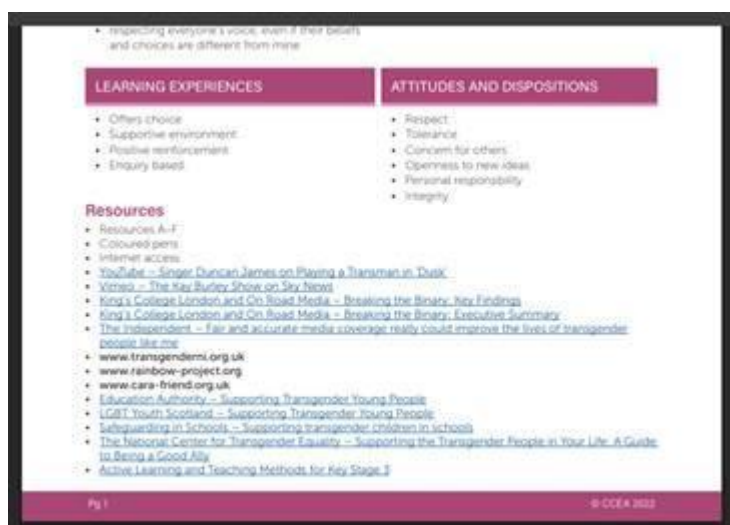 respecting everyone's voice, even if their beliefs
and choices are different from mine
LEARNING EXPERIENCES
Offers choice
Supportive environment
Positive reinforcement
Enquiry based
ATTITUDES AND DISPOSITIONS
Respect
Tolerance
Concern for others
Openness to new ideas
Personal responsibility
Integrity
Resources
Resources A–F
Coloured pens
Internet access
YouTube – Singer Duncan James on Playing a Transman in 'Dusk'
Vimeo – The Kay Burley Show on Sky News
King's College London and On Road Media – Breaking the Binary: Key Findings
King's College London and On Road Media – Breaking the Binary: Executive Summary
The Independent – Fair and accurate media coverage really could improve the lives of transgender
people like me
www.transgenderni.org.uk
www.rainbow-project.org
www.cara-friend.org.uk
Education Authority – Supporting Transgender Young People
LGBT Youth Scotland – Supporting Transgender Young People
Safeguarding in Schools – Supporting transgender children in schools
The National Center for Transgender Equality – Supporting the Transgender People in Your Life: A Guide
to Being a Good Ally
Active Learning and Teaching Methods for Key Stage 3
Pg 1
© CCEA 2022